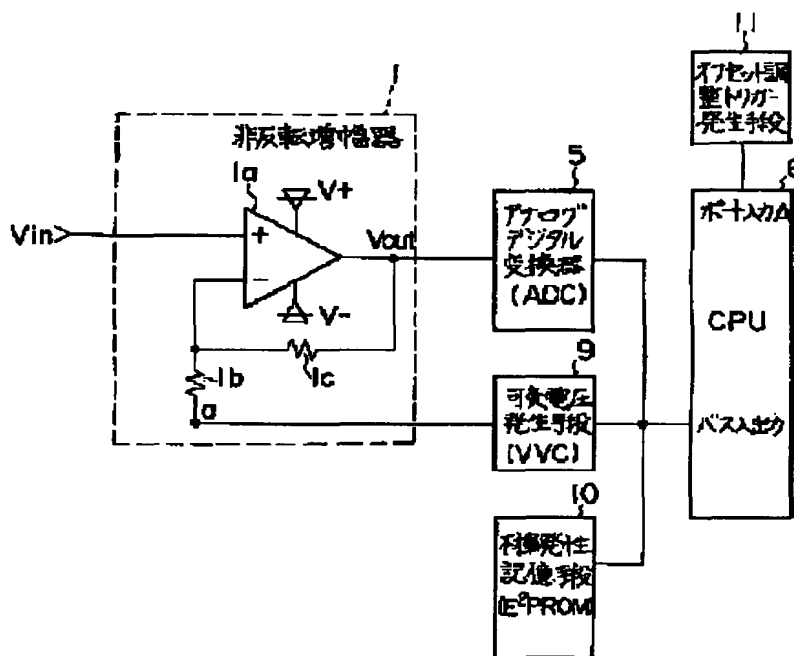 11
オフセット調
整トリガー
発生手段
1
非反転増幅器
1a
V+
Vin
+
−
Vout
V-
1b
1c
a
5
アナログ
デジタル
変換器
(ADC)
6
ポート入力
CPU
バス入出力
9
可変電圧
発生手段
(VVC)
10
不揮発性
記憶手段
(E²PROM)